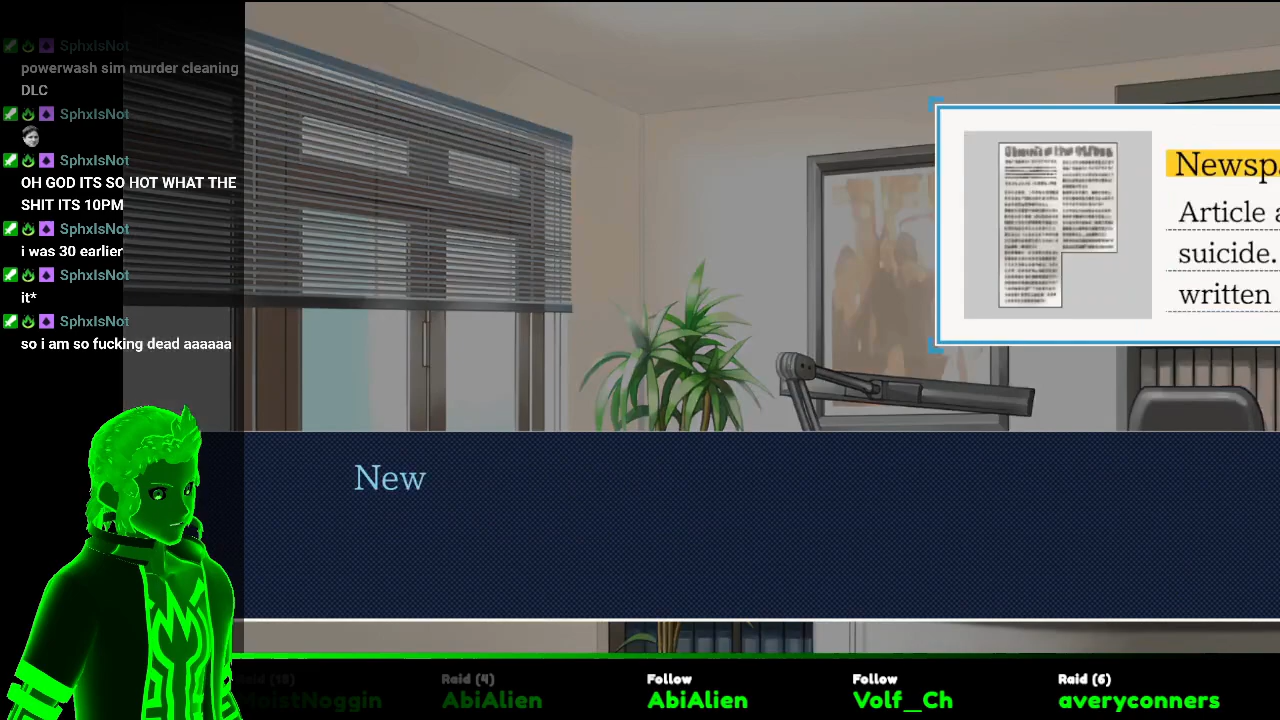 SphxIsNot
powerwash sim murder cleaning
DLC
SphxIsNot
SphxIsNot
OH GOD ITS SO HOT WHAT THE
SHIT ITS 10PM
SphxIsNot
i was 30 earlier
SphxIsNot
it*
SphxIsNot
so i am so fucking dead aaaaaa
Newspa
Article a
suicide.
written
New
Raid (4)
AbiAlien
Follow
AbiAlien
Follow
Volf_Ch
Raid (6)
averyconners